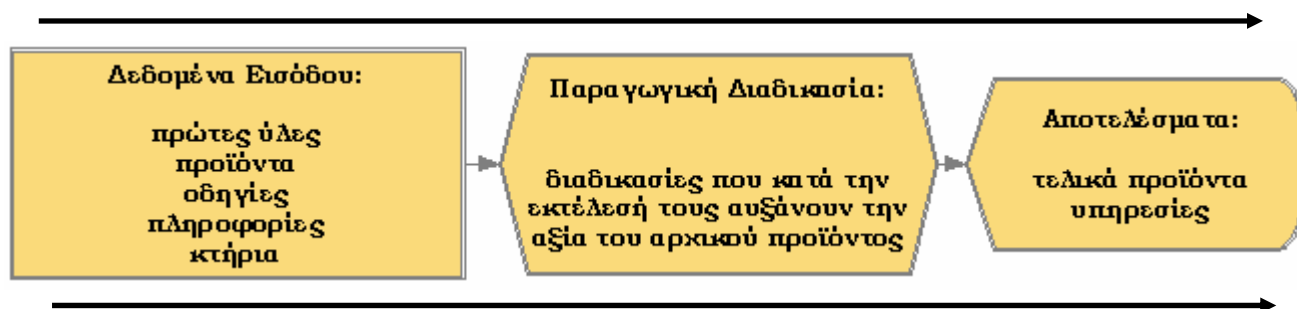 Δεδομένα Εισόδου:
πρώτες ύλες
προϊόντα
οδηγίες
πληροφορίες
κτήρια
Παραγωγική Διαδικασία:
διαδικασίες που κατά την
εκτέλεσή τους αυξάνουν την
αξία του αρχικού προϊόντος
Αποτελέσματα:
τελικά προϊόντα
υπηρεσίες